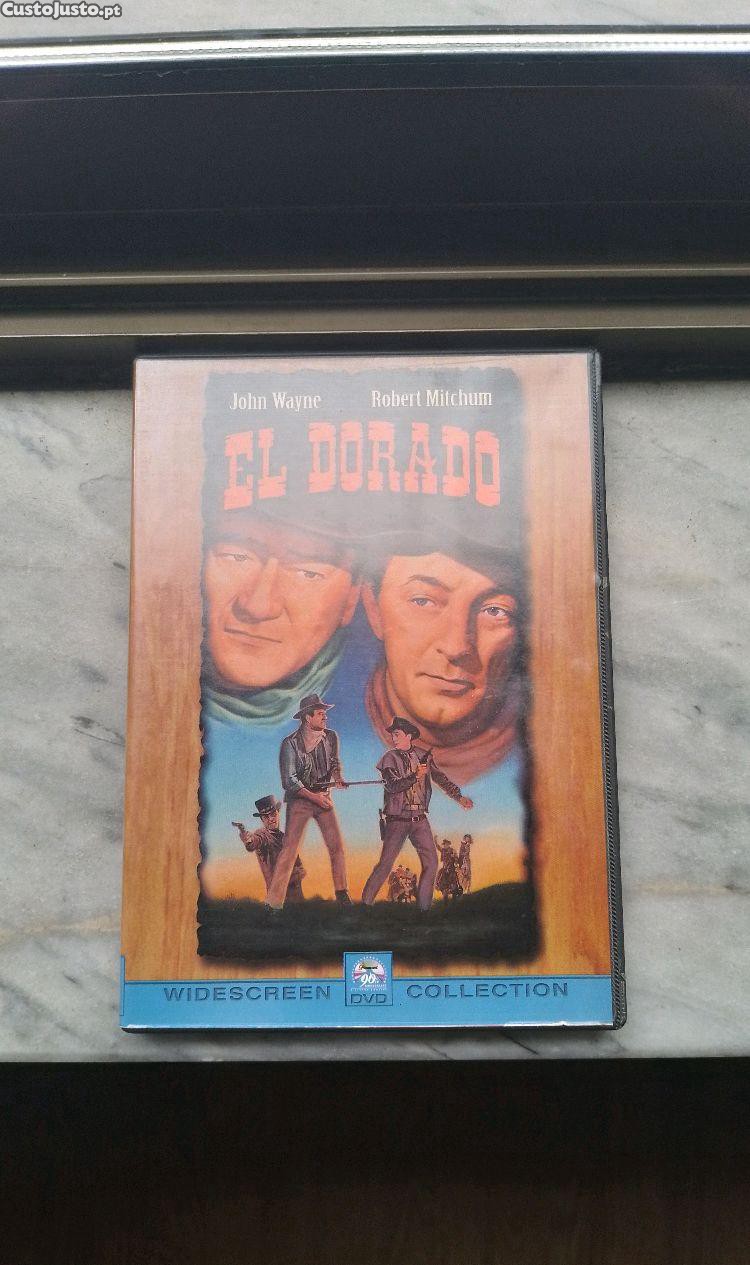 CustoJusto.pt
John Wayne Robert Mitchum
EL DORADO
WIDESCREEN DVD COLLECTION